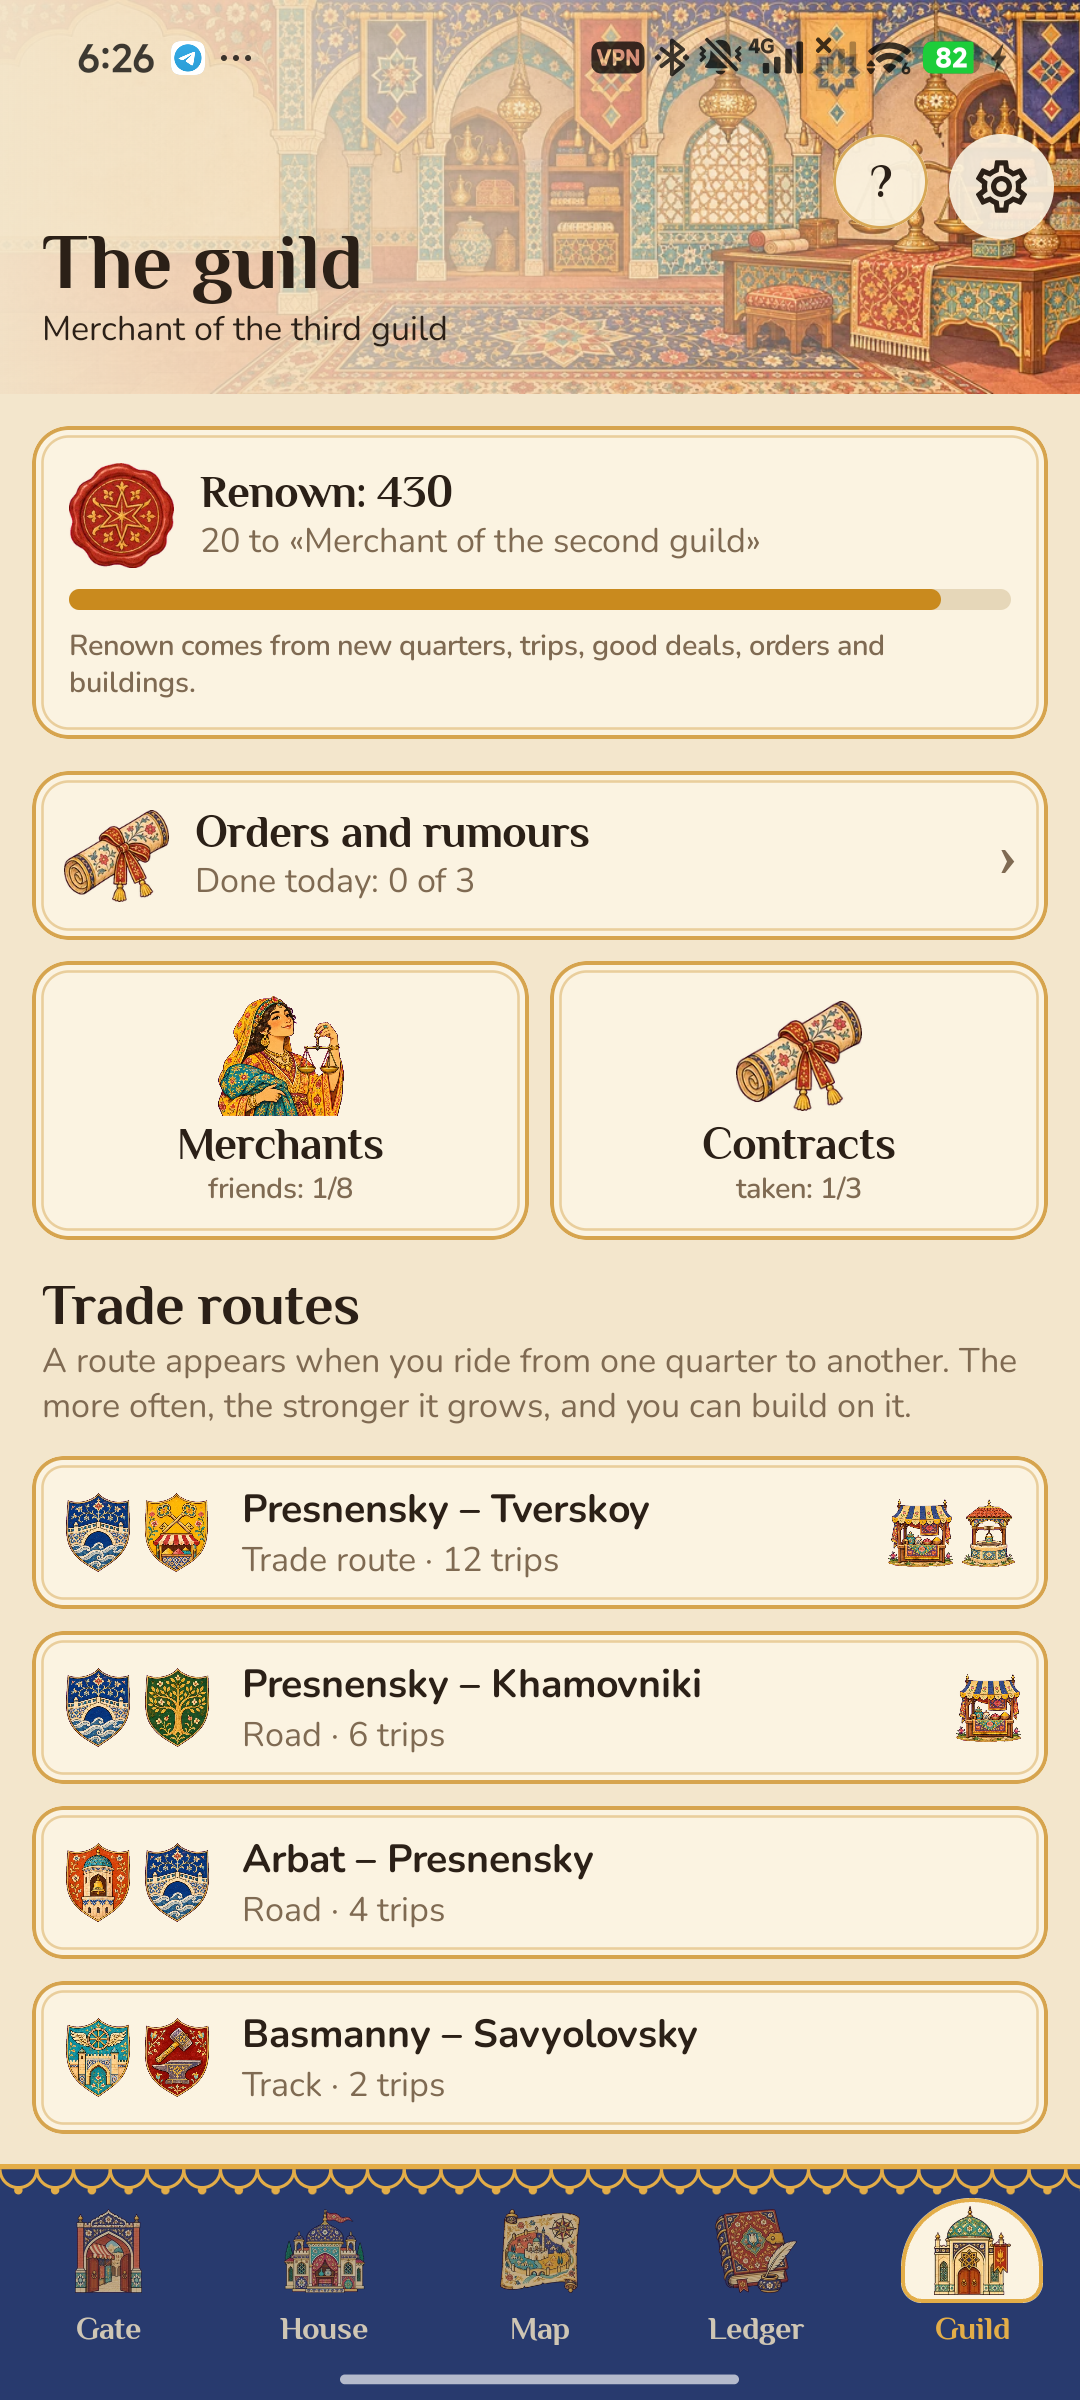 6:26
VPN
4G
6
82
?
The guild
Merchant of the third guild
Renown: 430
20 to «Merchant of the second guild»
Renown comes from new quarters, trips, good deals, orders and
buildings.
Orders and rumours
Done today: 0 of 3
Merchants
friends: 1/8
Contracts
taken: 1/3
Trade routes
A route appears when you ride from one quarter to another. The
more often, the stronger it grows, and you can build on it.
Presnensky – Tverskoy
Trade route · 12 trips
Presnensky – Khamovniki
Road · 6 trips
Arbat – Presnensky
Road · 4 trips
Basmanny – Savyolovsky
Track · 2 trips
Gate
House
Map
Ledger
Guild